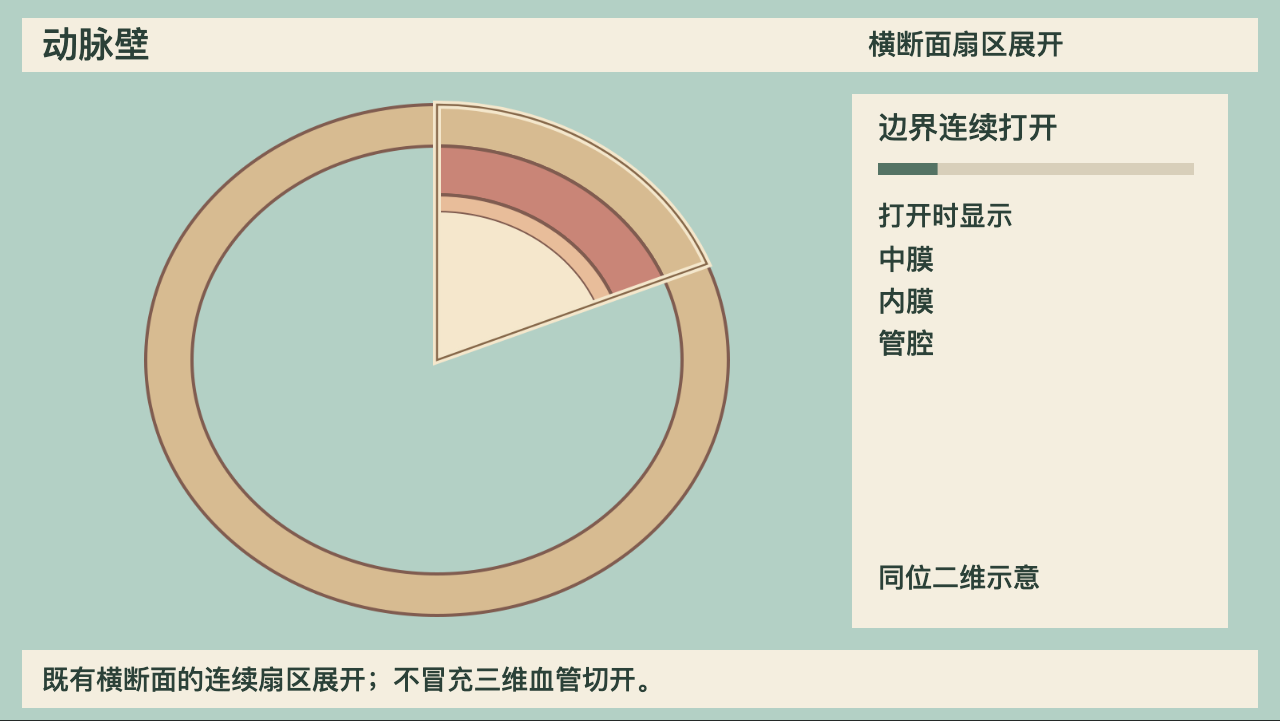 动脉壁
横断面扇区展开
边界连续打开
打开时显示
中膜
内膜
管腔
同位二维示意
既有横断面的连续扇区展开；不冒充三维血管切开。